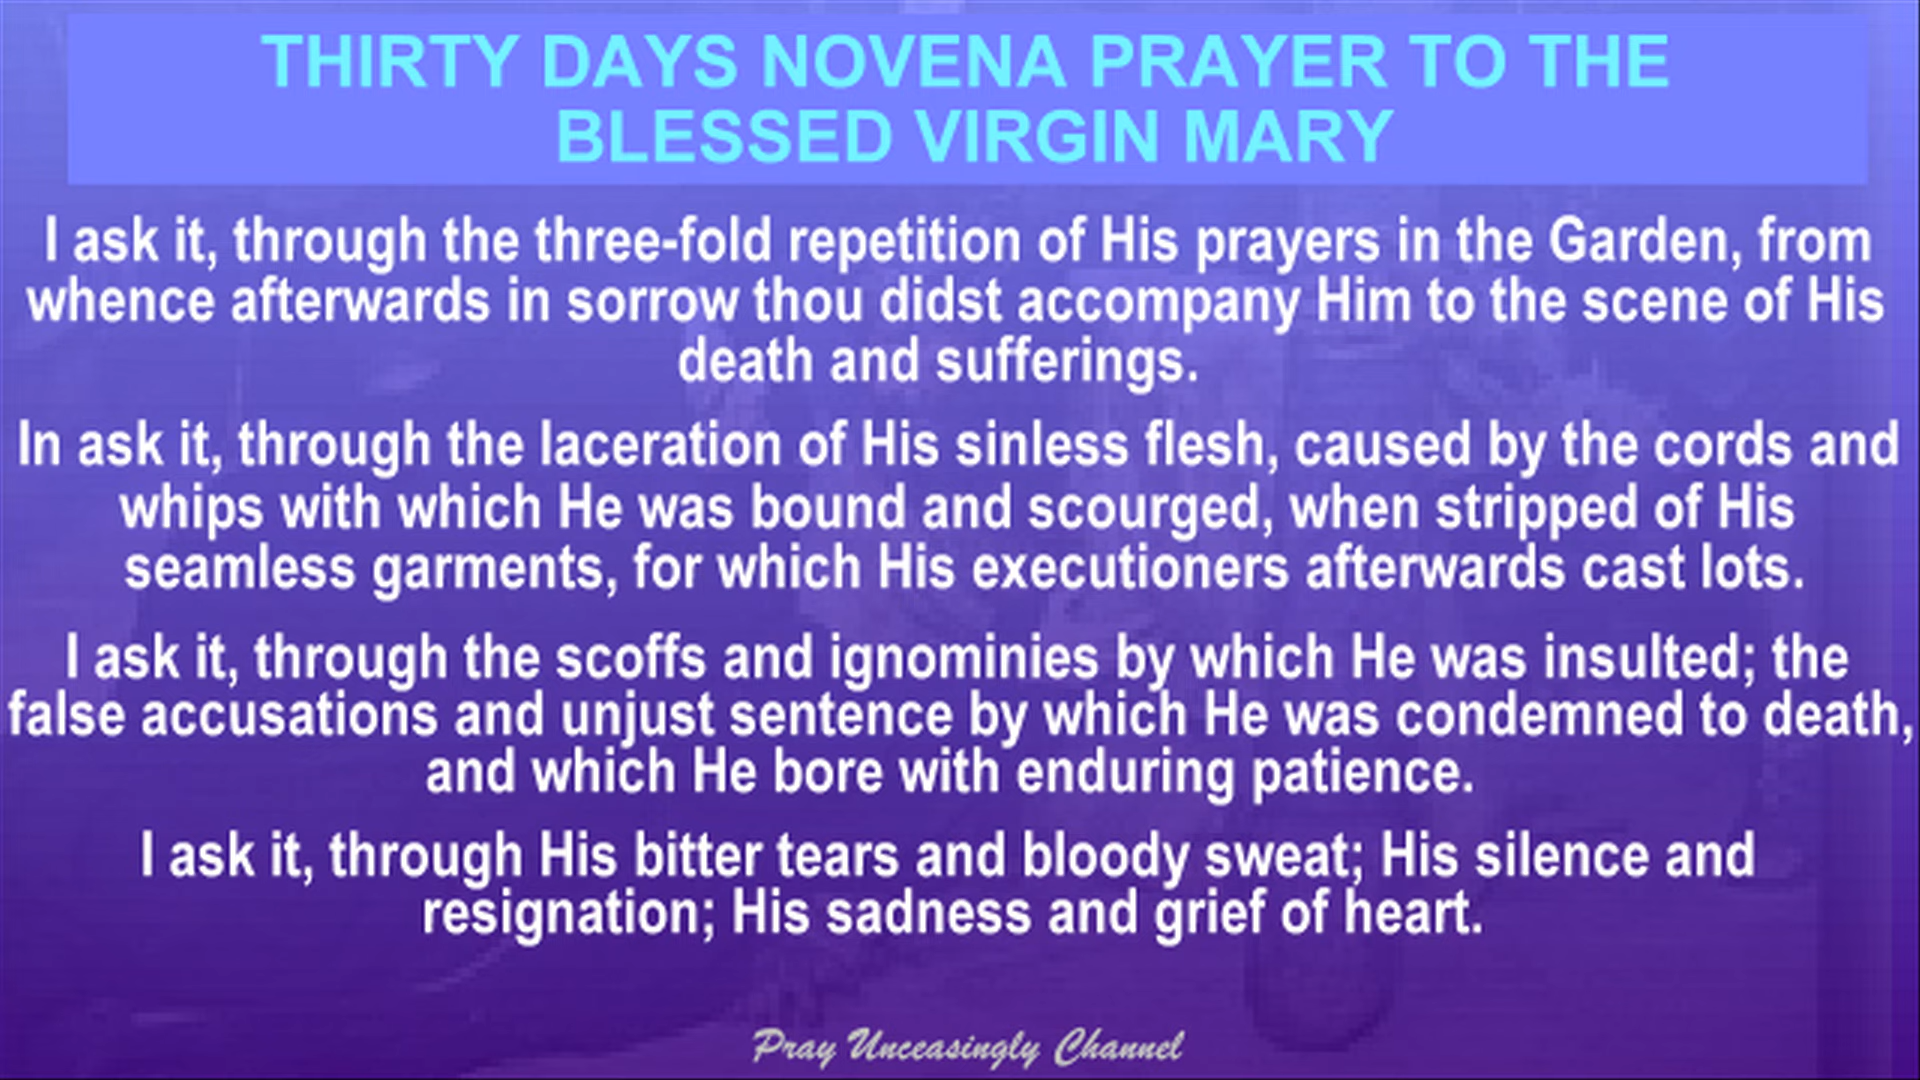 THIRTY DAYS NOVENA PRAYER TO THE
BLESSED VIRGIN MARY
I ask it, through the three-fold repetition of His prayers in the Garden, from
whence afterwards in sorrow thou didst accompany Him to the scene of His
death and sufferings.
In ask it, through the laceration of His sinless flesh, caused by the cords and
whips with which He was bound and scourged, when stripped of His
seamless garments, for which His executioners afterwards cast lots.
I ask it, through the scoffs and ignominies by which He was insulted; the
false accusations and unjust sentence by which He was condemned to death,
and which He bore with enduring patience.
I ask it, through His bitter tears and bloody sweat; His silence and
resignation; His sadness and grief of heart.
Pray Unceasingly Channel